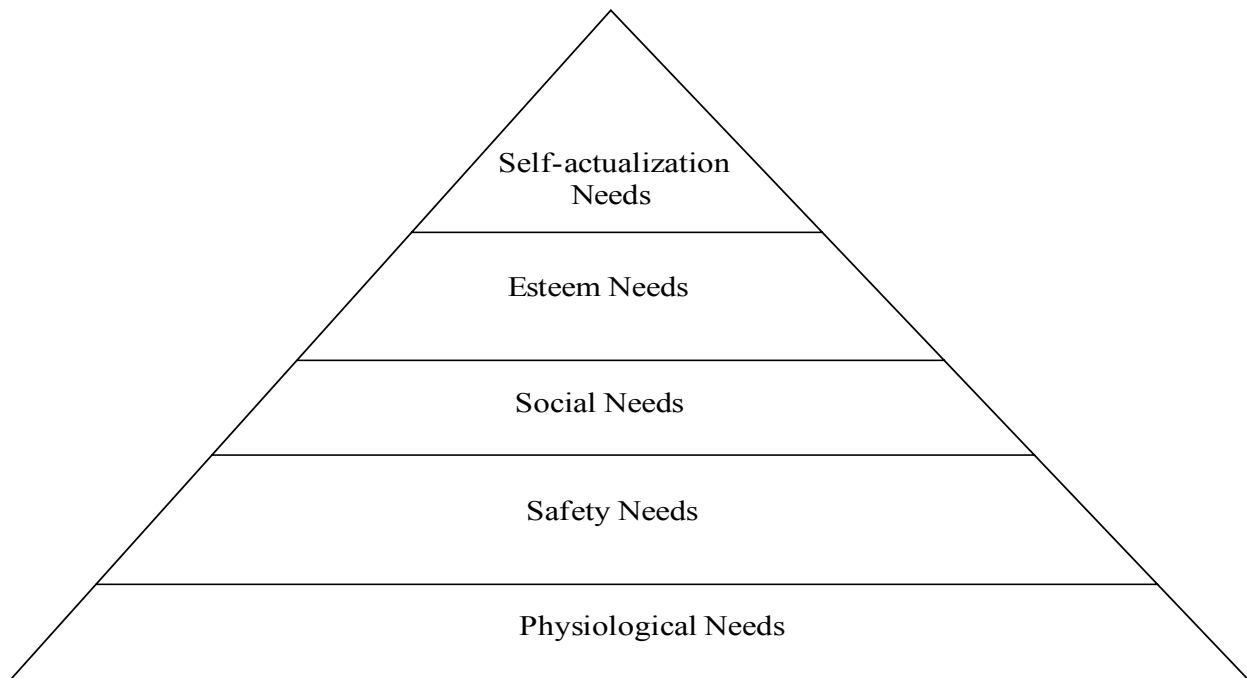 Self-actualization
Needs
Esteem Needs
Social Needs
Safety Needs
Physiological Needs